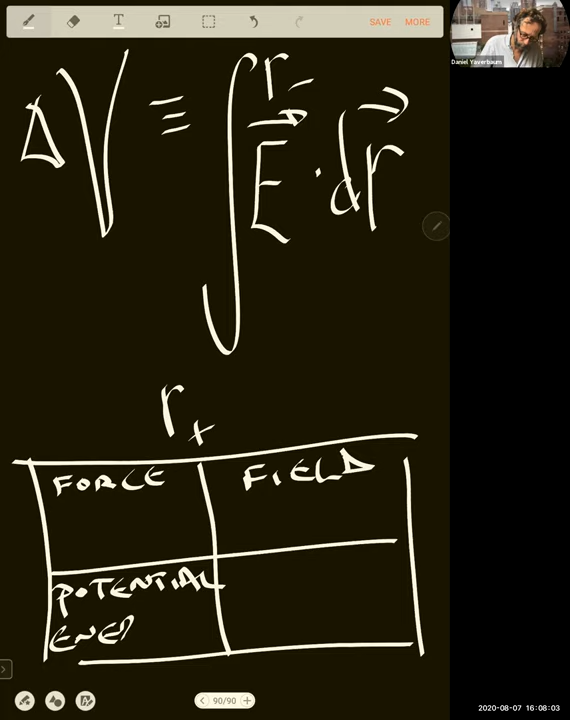 SAVE MORE
Daniel Yaverbaum
ΔV ≡ ∫ E · dr
r-
r+
FORCE FIELD
POTENTIAL
ENER
90/90
2020-08-07 16:08:03